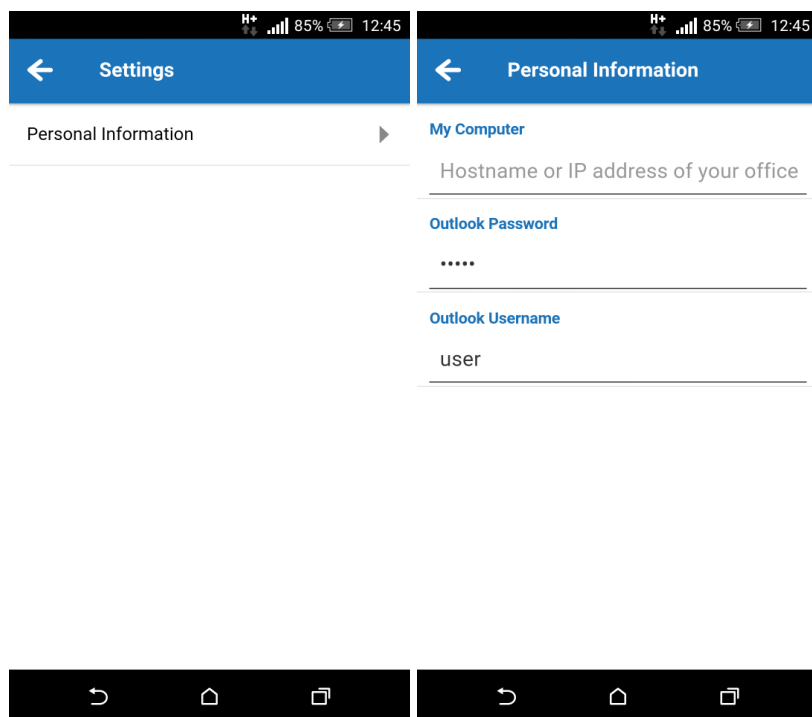 H+ 85% 12:45
Settings
Personal Information
H+ 85% 12:45
Personal Information
My Computer
Hostname or IP address of your office
Outlook Password
•••••
Outlook Username
user